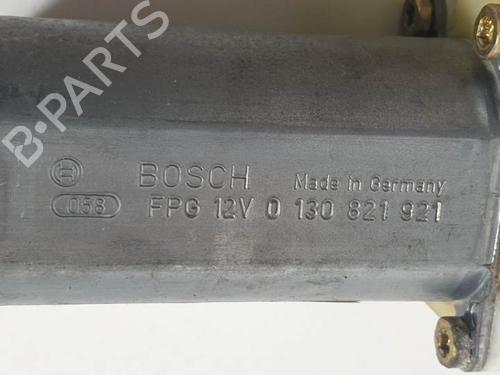 B-PARTS
BOSCH Made in Germany
058 FPG 12V 0 130 821 921